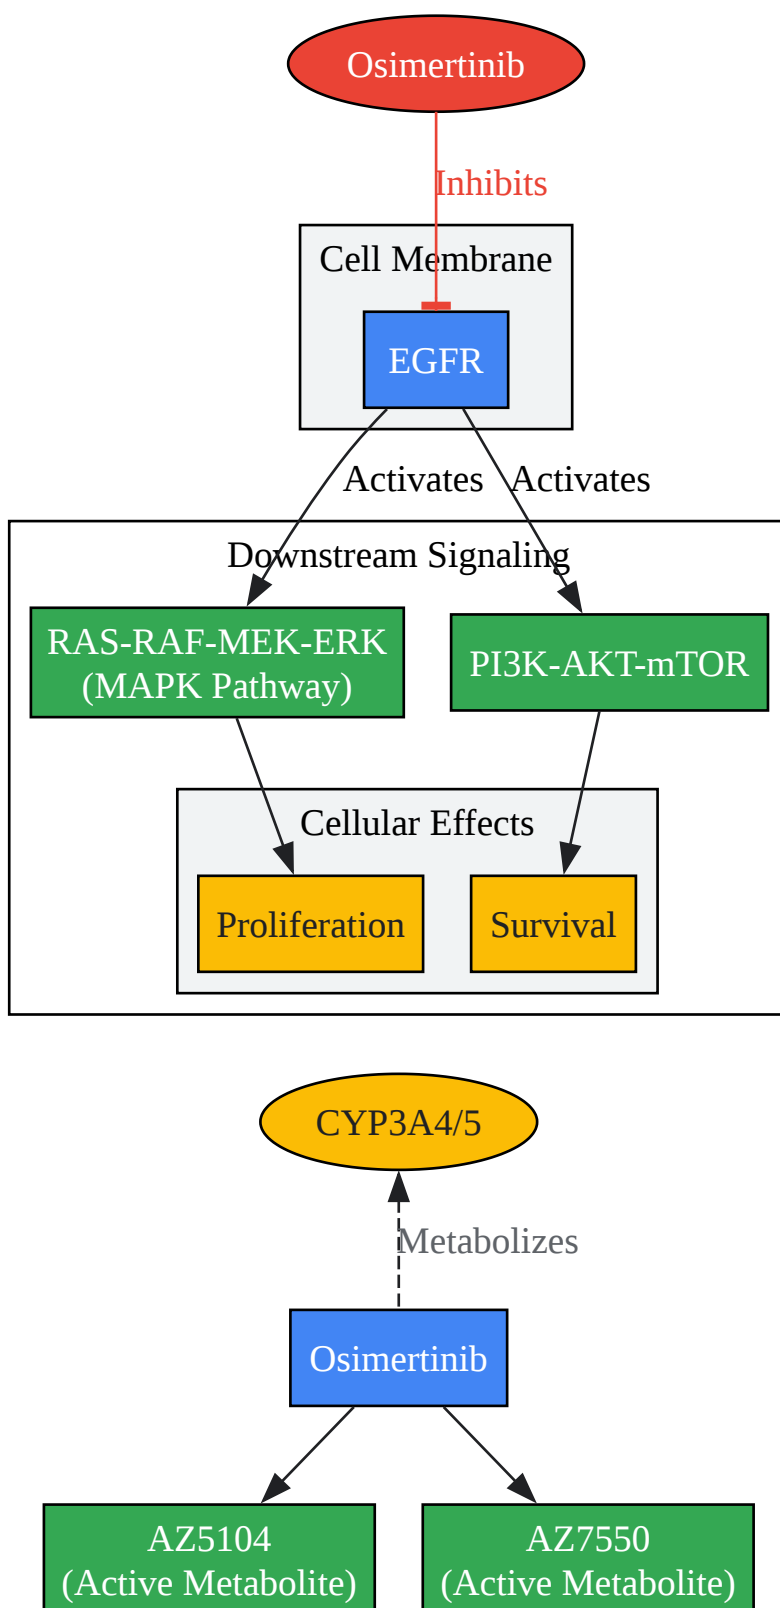 Osimertinib
Inhibits
Cell Membrane
EGFR
Activates
Activates
Downstream Signaling
RAS-RAF-MEK-ERK
(MAPK Pathway)
PI3K-AKT-mTOR
Cellular Effects
Proliferation
Survival
CYP3A4/5
Metabolizes
Osimertinib
AZ5104
(Active Metabolite)
AZ7550
(Active Metabolite)